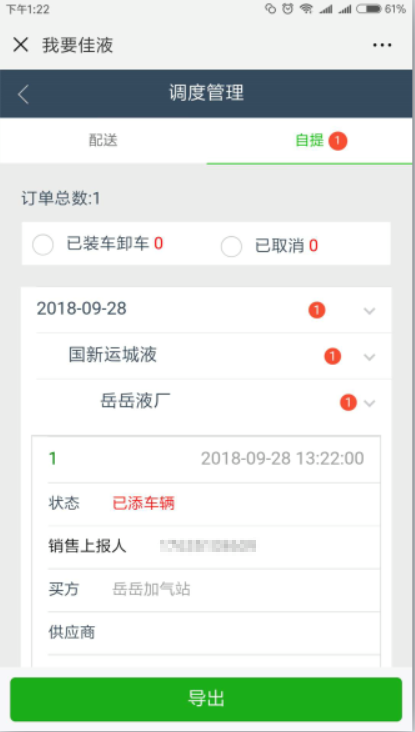 下午1:22 61%
我要佳液
调度管理
配送 自提 1
订单总数:1
已装车卸车 0 已取消 0
2018-09-28 1
国新运城液 1
岳岳液厂 1
1 2018-09-28 13:22:00
状态 已添车辆
销售上报人
买方 岳岳加气站
供应商
导出